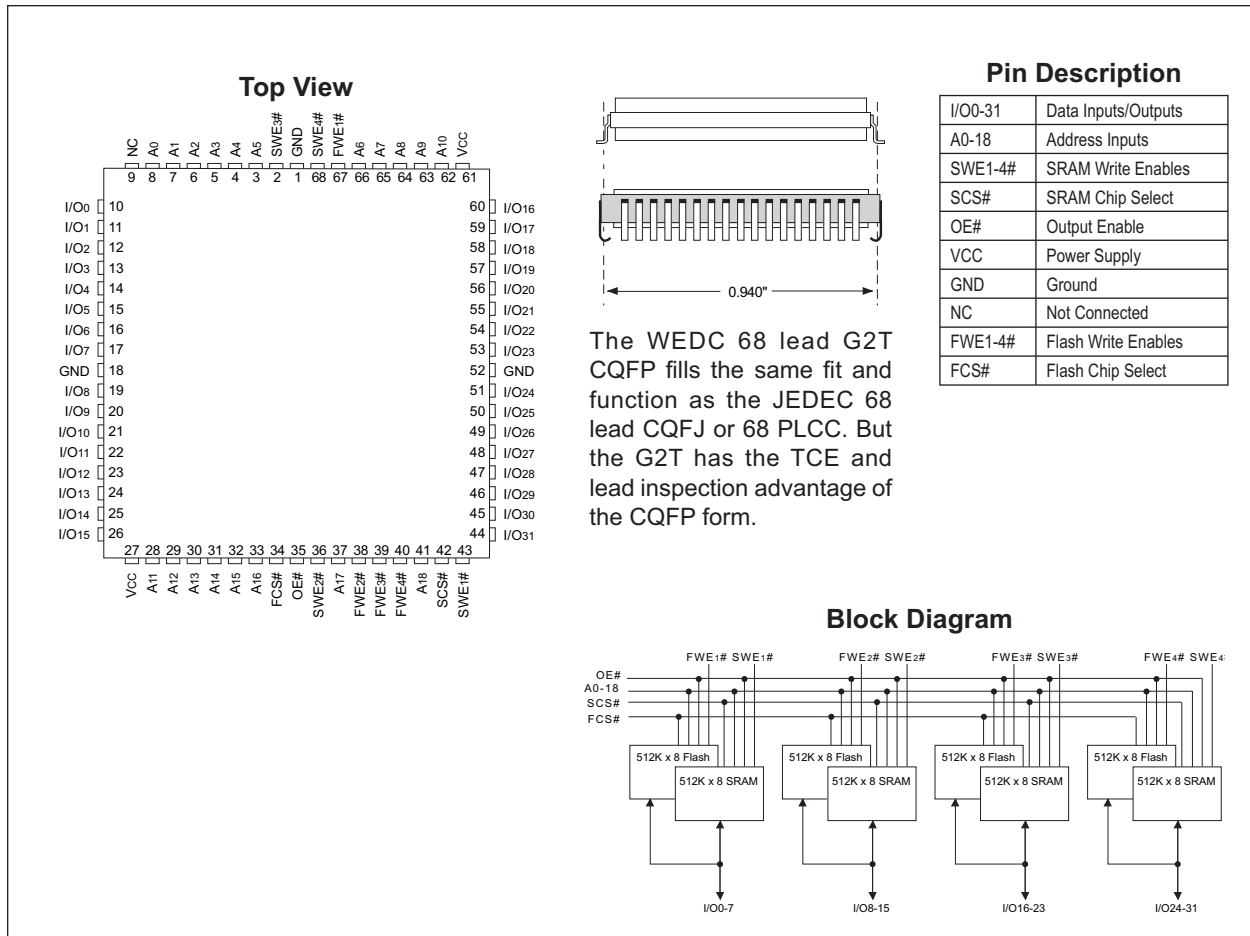 Top View
NC A0 A1 A2 A3 A4 A5 SWE3# GND SWE4# FWE1# A6 A7 A8 A9 A10 VCC
9 8 7 6 5 4 3 2 1 68 67 66 65 64 63 62 61
I/O0 10 60 I/O16
I/O1 11 59 I/O17
I/O2 12 58 I/O18
I/O3 13 57 I/O19
I/O4 14 56 I/O20
I/O5 15 55 I/O21
I/O6 16 54 I/O22
I/O7 17 53 I/O23
GND 18 52 GND
I/O8 19 51 I/O24
I/O9 20 50 I/O25
I/O10 21 49 I/O26
I/O11 22 48 I/O27
I/O12 23 47 I/O28
I/O13 24 46 I/O29
I/O14 25 45 I/O30
I/O15 26 44 I/O31
27 28 29 30 31 32 33 34 35 36 37 38 39 40 41 42 43
VCC A11 A12 A13 A14 A15 A16 FCS# OE# SWE2# A17 FWE2# FWE3# FWE4# A18 SCS# SWE1#
0.940"
The WEDC 68 lead G2T
CQFP fills the same fit and
function as the JEDEC 68
lead CQFJ or 68 PLCC. But
the G2T has the TCE and
lead inspection advantage of
the CQFP form.
Pin Description
I/O0-31 Data Inputs/Outputs
A0-18 Address Inputs
SWE1-4# SRAM Write Enables
SCS# SRAM Chip Select
OE# Output Enable
VCC Power Supply
GND Ground
NC Not Connected
FWE1-4# Flash Write Enables
FCS# Flash Chip Select
Block Diagram
FWE1# SWE1# FWE2# SWE2# FWE3# SWE3# FWE4# SWE4
OE#
A0-18
SCS#
FCS#
512K x 8 Flash 512K x 8 Flash 512K x 8 Flash 512K x 8 Flash
512K x 8 SRAM 512K x 8 SRAM 512K x 8 SRAM 512K x 8 SRAM
I/O0-7 I/O8-15 I/O16-23 I/O24-31